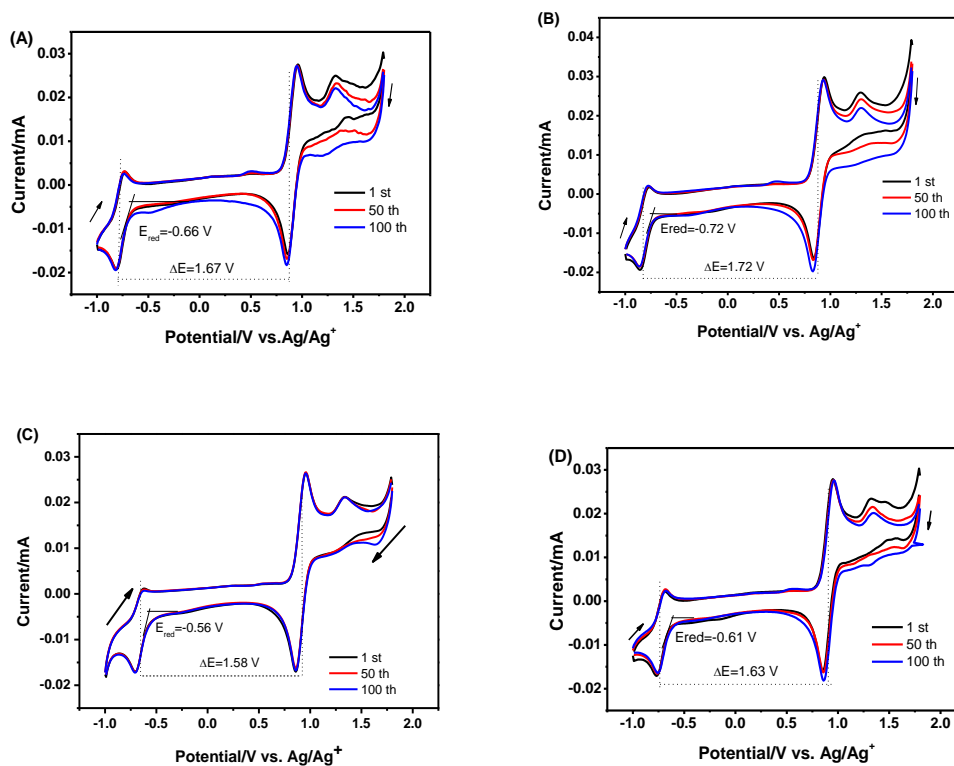 (A)
0.03
0.02
0.01
0.00
-0.01
-0.02
Current/mA
1 st
50 th
100 th
E_red=-0.66 V
ΔE=1.67 V
-1.0 -0.5 0.0 0.5 1.0 1.5 2.0
Potential/V vs.Ag/Ag⁺
(B)
0.04
0.03
0.02
0.01
0.00
-0.01
-0.02
Current/mA
1 st
50 th
100 th
Ered=-0.72 V
ΔE=1.72 V
-1.0 -0.5 0.0 0.5 1.0 1.5 2.0
Potential/V vs. Ag/Ag⁺
(C)
0.03
0.02
0.01
0.00
-0.01
-0.02
Current/mA
E_red=-0.56 V
ΔE=1.58 V
1 st
50 th
100 th
-1.0 -0.5 0.0 0.5 1.0 1.5 2.0
Potential/V vs. Ag/Ag⁺
(D)
0.03
0.02
0.01
0.00
-0.01
-0.02
Current/mA
Ered=-0.61 V
ΔE=1.63 V
1 st
50 th
100 th
-1.0 -0.5 0.0 0.5 1.0 1.5 2.0
Potential/V vs. Ag/Ag⁺